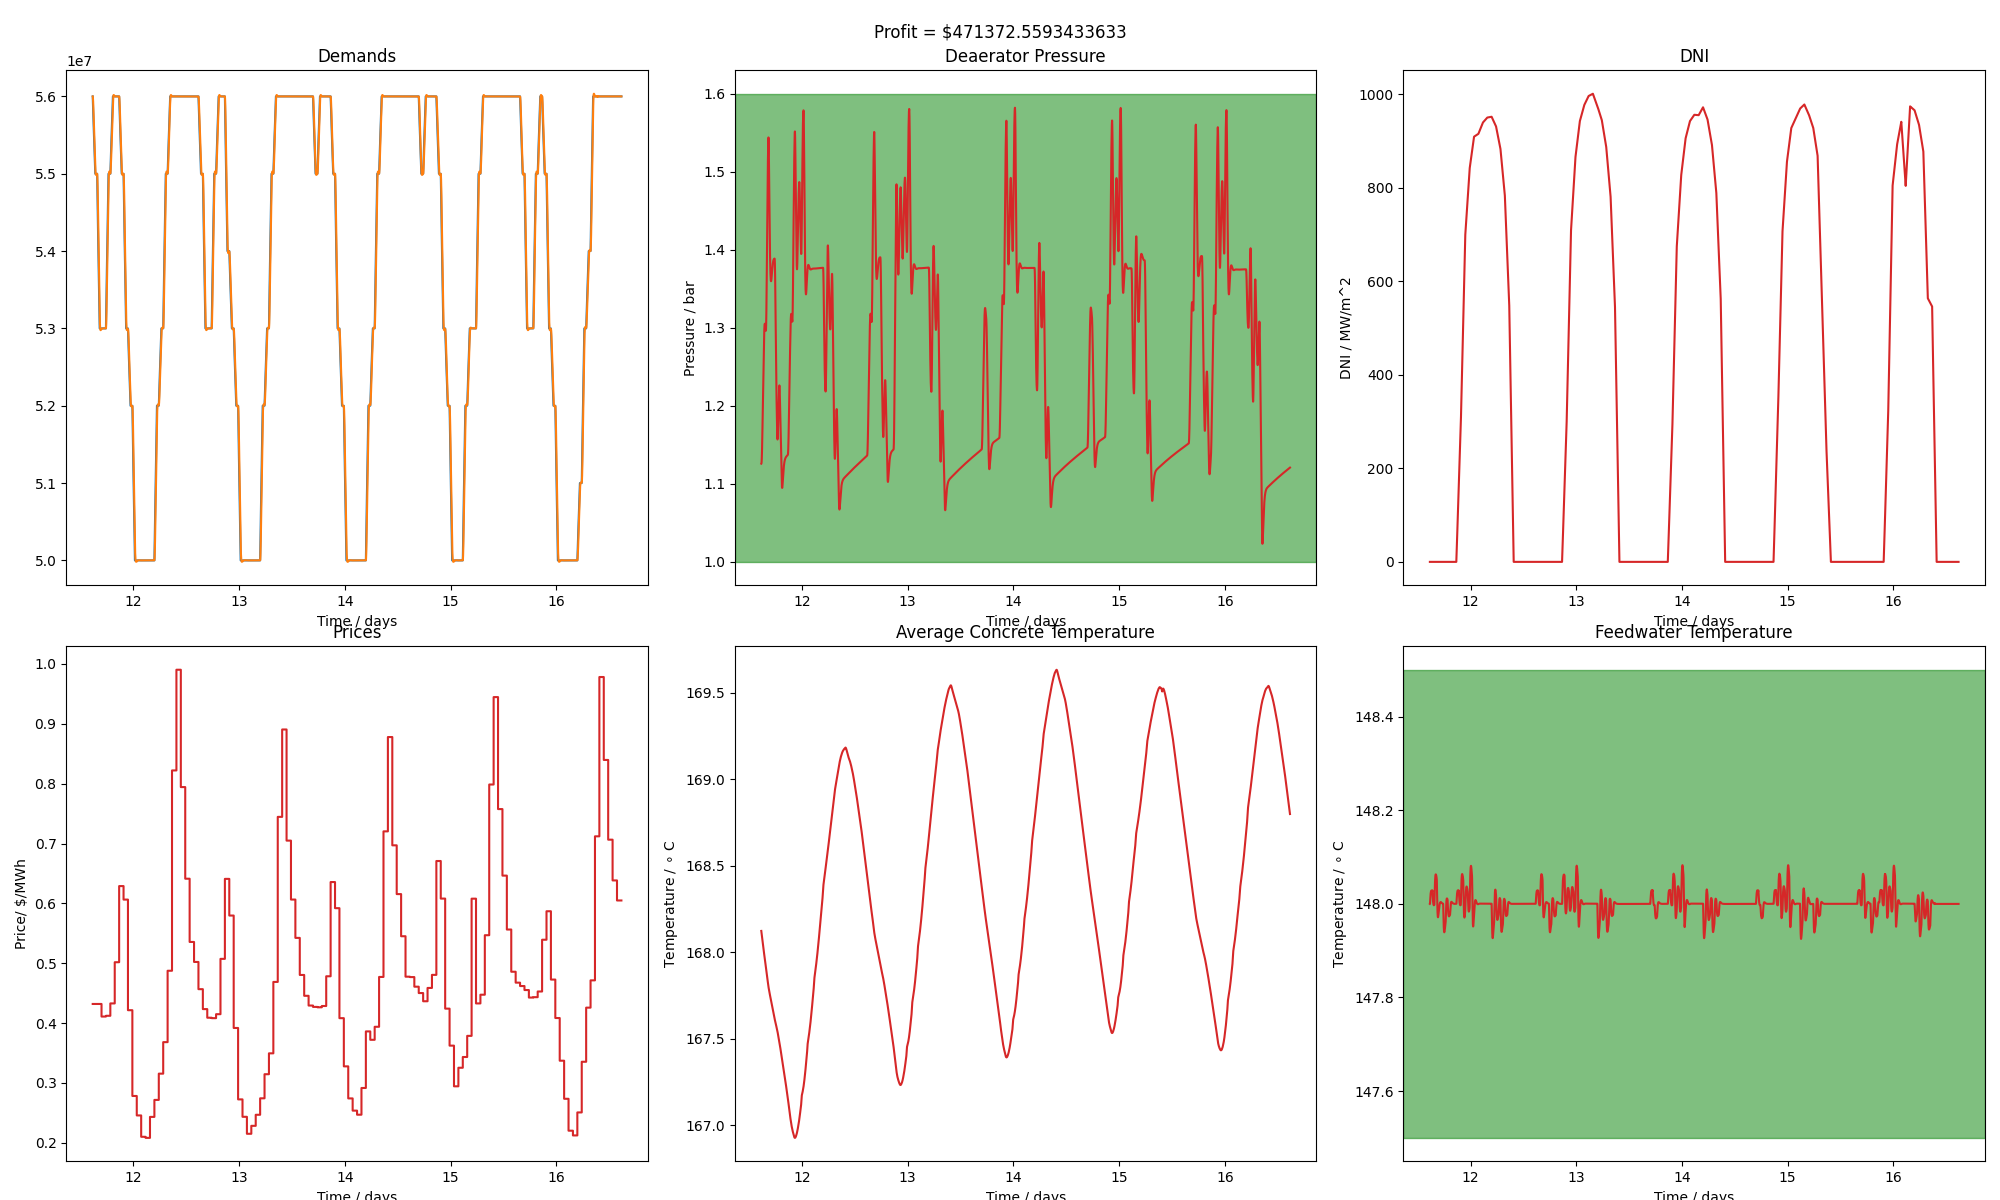 Profit = $471372.5593433633
Demands
1e7
5.6
5.5
5.4
5.3
5.2
5.1
5.0
12 13 14 15 16
Time / days
Deaerator Pressure
Pressure / bar
1.6
1.5
1.4
1.3
1.2
1.1
1.0
12 13 14 15 16
Time / days
DNI
DNI / MW/m^2
1000
800
600
400
200
0
12 13 14 15 16
Time / days
Prices
Price/ $/MWh
1.0
0.9
0.8
0.7
0.6
0.5
0.4
0.3
0.2
12 13 14 15 16
Time / days
Average Concrete Temperature
Temperature / ∘ C
169.5
169.0
168.5
168.0
167.5
167.0
12 13 14 15 16
Time / days
Feedwater Temperature
Temperature / ∘ C
148.4
148.2
148.0
147.8
147.6
12 13 14 15 16
Time / days